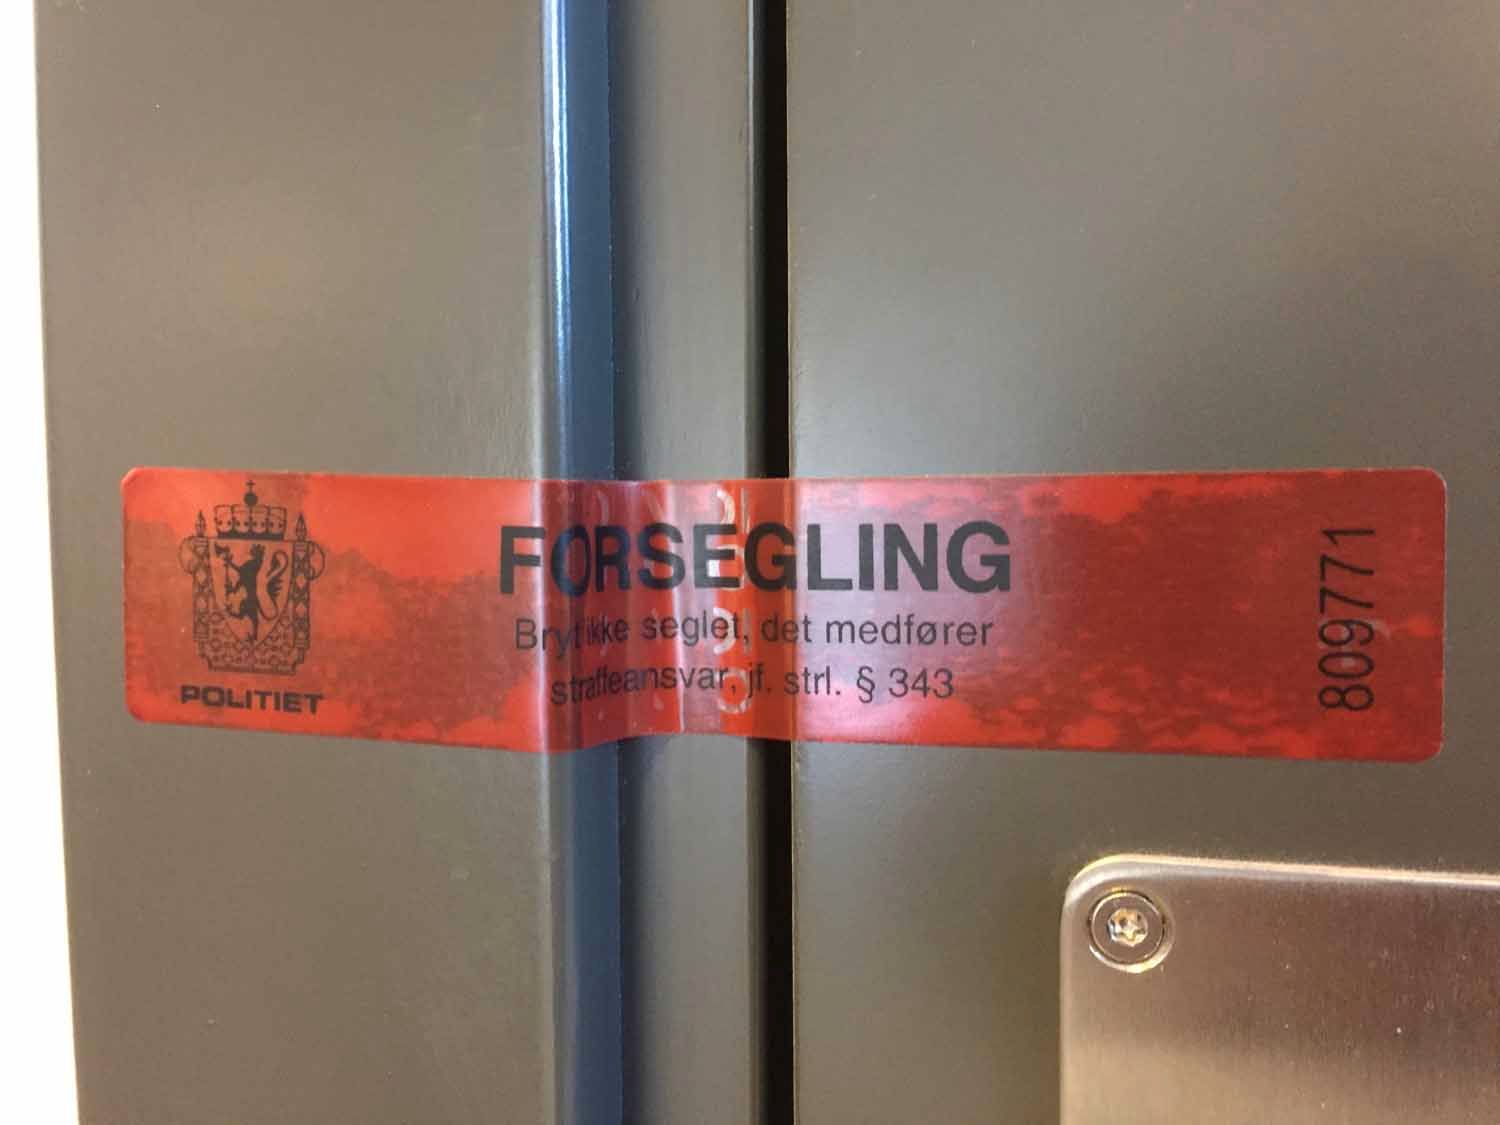 FORSEGLING
Bryt ikke seglet, det medfører
straffeansvar, jf. strl. § 343
POLITIET
809771